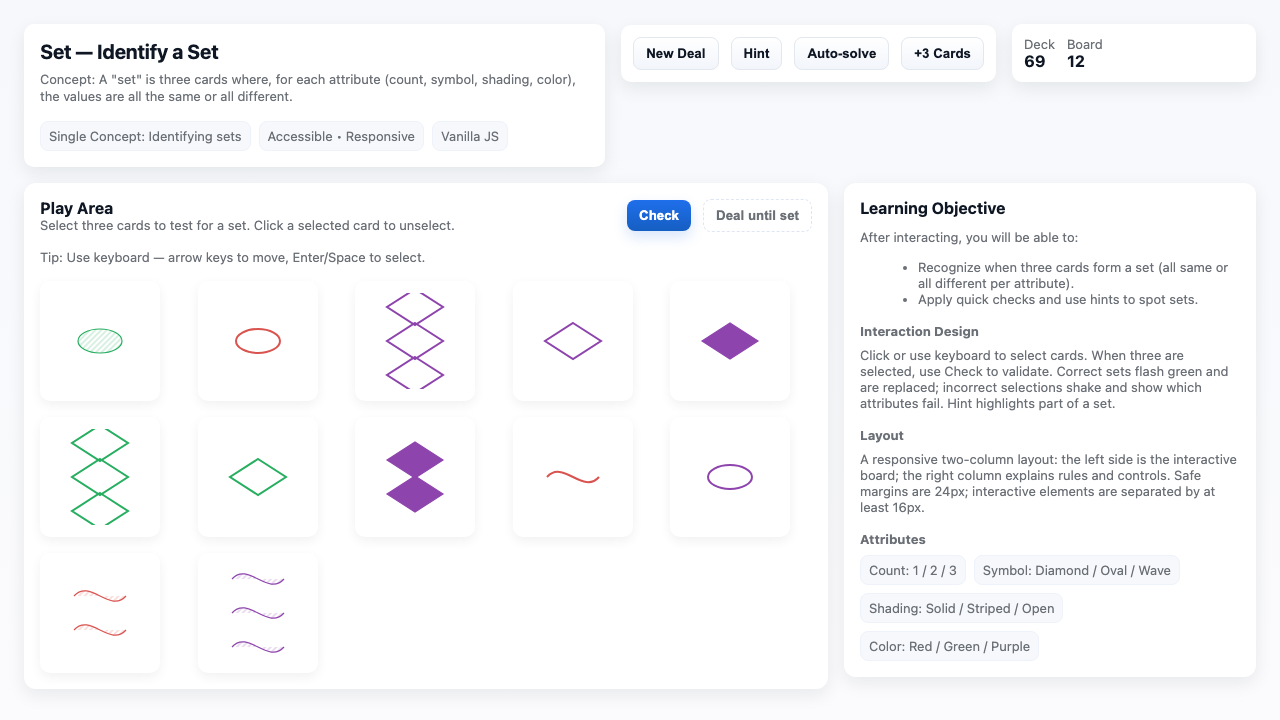 Set — Identify a Set
Concept: A "set" is three cards where, for each attribute (count, symbol, shading, color),
the values are all the same or all different.
Single Concept: Identifying sets
Accessible • Responsive
Vanilla JS
New Deal
Hint
Auto-solve
+3 Cards
Deck
69
Board
12
Play Area
Select three cards to test for a set. Click a selected card to unselect.
Check
Deal until set
Tip: Use keyboard — arrow keys to move, Enter/Space to select.
Learning Objective
After interacting, you will be able to:
• Recognize when three cards form a set (all same or
all different per attribute).
• Apply quick checks and use hints to spot sets.
Interaction Design
Click or use keyboard to select cards. When three are
selected, use Check to validate. Correct sets flash green and
are replaced; incorrect selections shake and show which
attributes fail. Hint highlights part of a set.
Layout
A responsive two-column layout: the left side is the interactive
board; the right column explains rules and controls. Safe
margins are 24px; interactive elements are separated by at
least 16px.
Attributes
Count: 1 / 2 / 3
Symbol: Diamond / Oval / Wave
Shading: Solid / Striped / Open
Color: Red / Green / Purple